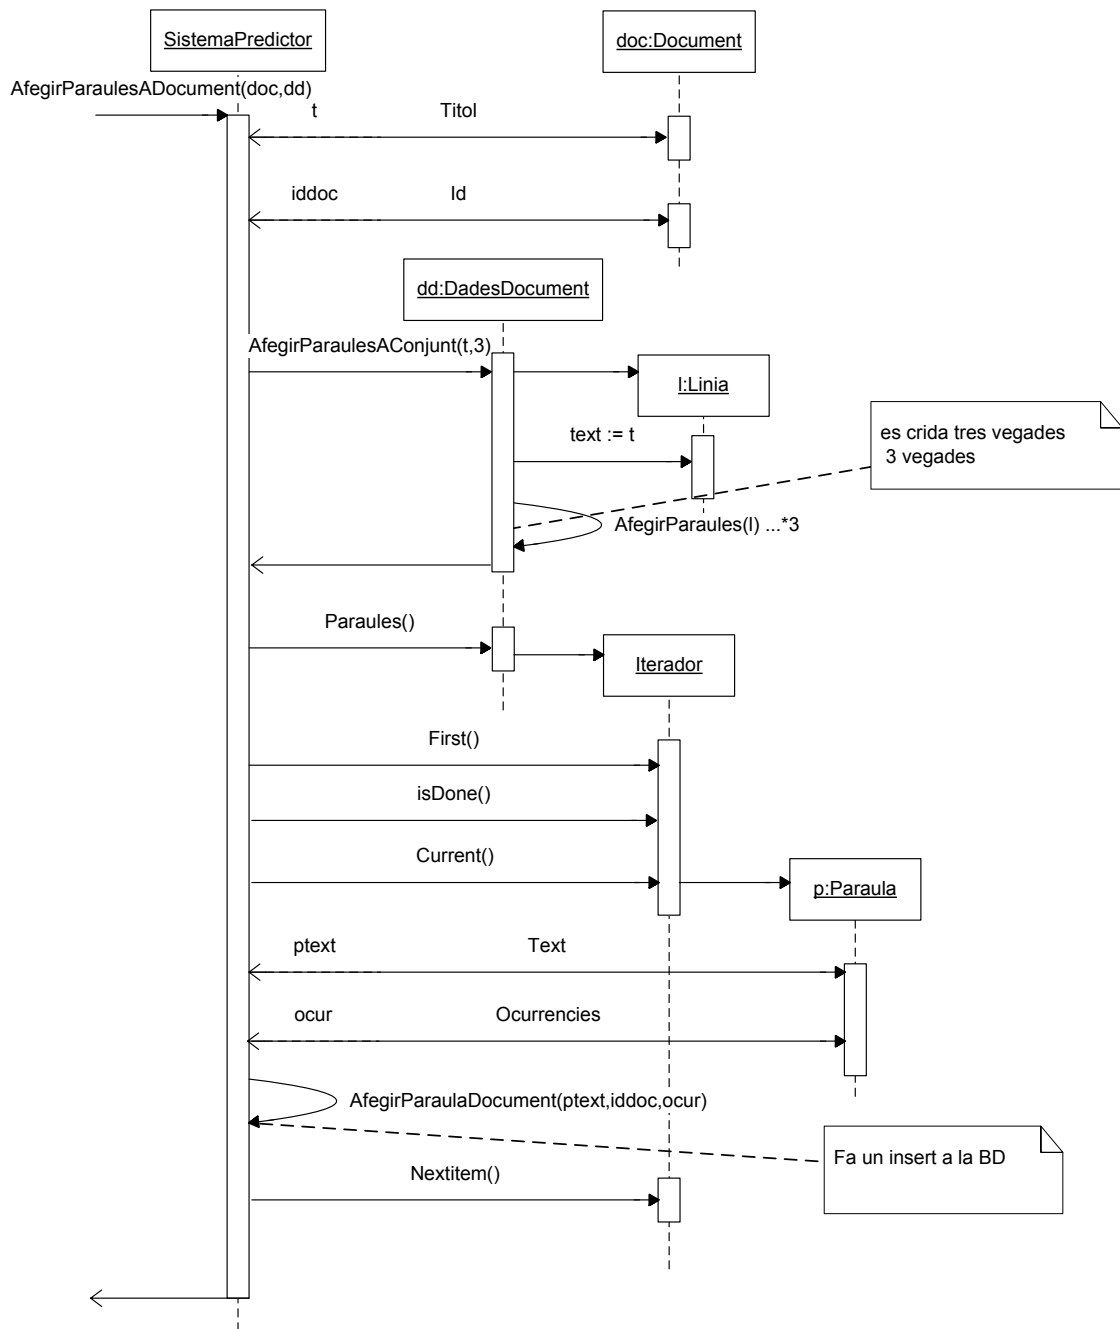 SistemaPredictor
doc:Document
AfegirParaulesADocument(doc,dd)
t
Titol
iddoc
Id
dd:DadesDocument
AfegirParaulesAConjunt(t,3)
l:Linia
es crida tres vegades
3 vegades
text := t
AfegirParaules(l) ...*3
Paraules()
Iterador
First()
isDone()
Current()
p:Paraula
ptext
Text
ocur
Ocurrencies
AfegirParaulaDocument(ptext,iddoc,ocur)
Fa un insert a la BD
Nextitem()